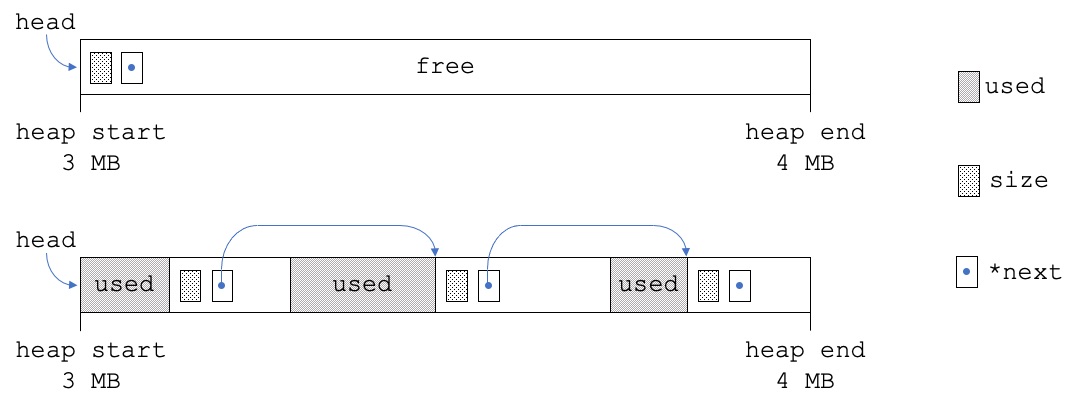 head
free
heap start
3 MB
heap end
4 MB
used
size
*next
head
used
used
used
heap start
3 MB
heap end
4 MB